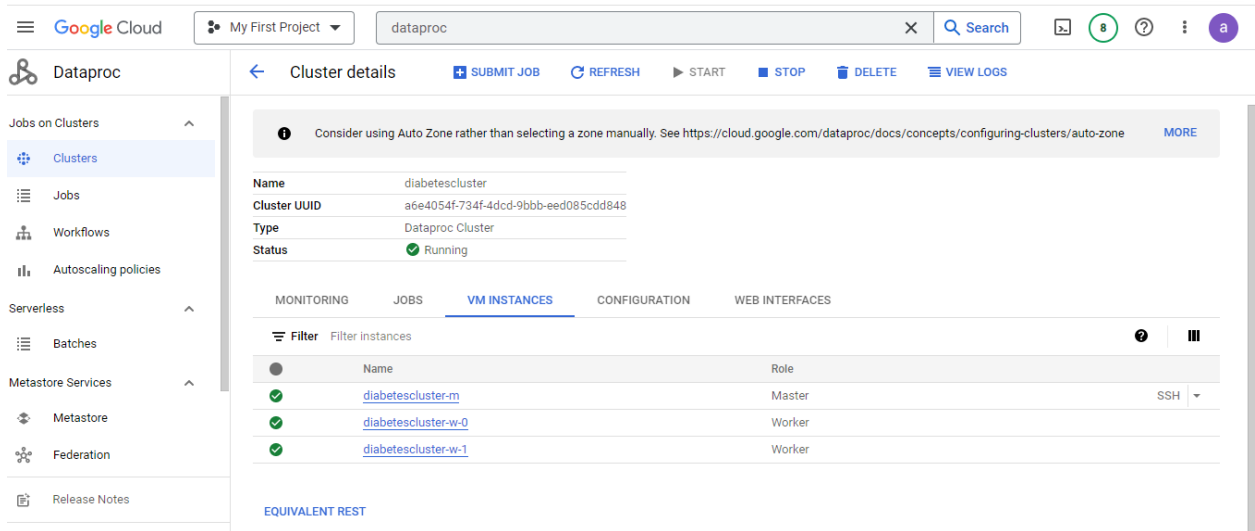 Google Cloud My First Project dataproc Search 8 a
Dataproc Cluster details SUBMIT JOB REFRESH START STOP DELETE VIEW LOGS
Jobs on Clusters
Clusters
Jobs
Workflows
Autoscaling policies
Serverless
Batches
Metastore Services
Metastore
Federation
Release Notes
Consider using Auto Zone rather than selecting a zone manually. See https://cloud.google.com/dataproc/docs/concepts/configuring-clusters/auto-zone MORE
Name diabetescluster
Cluster UUID a6e4054f-734f-4dcd-9bbb-eed085cdd848
Type Dataproc Cluster
Status Running
MONITORING JOBS VM INSTANCES CONFIGURATION WEB INTERFACES
Filter Filter instances
Name Role
diabetescluster-m Master SSH
diabetescluster-w-0 Worker
diabetescluster-w-1 Worker
EQUIVALENT REST